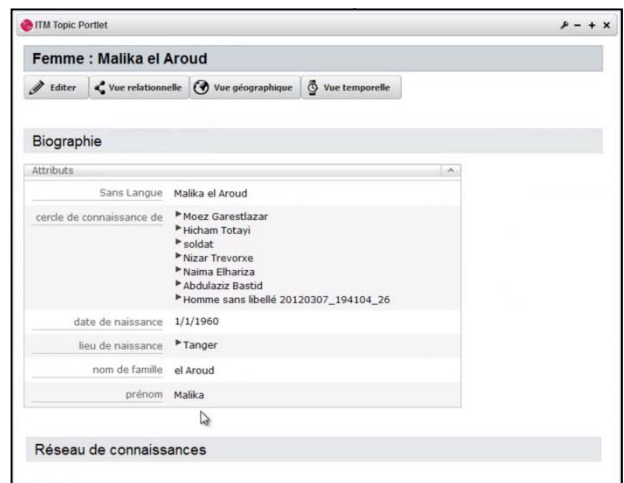 ITM Topic Portlet
Femme : Malika el Aroud
Editer Vue relationnelle Vue géographique Vue temporelle
Biographie
Attributs
Sans Langue Malika el Aroud
cercle de connaissance de Moez Garestlazar
Hicham Totayi
soldat
Nizar Trevorxe
Naima Elhariza
Abdulaziz Bastid
Homme sans libellé 20120307_194104_26
date de naissance 1/1/1960
lieu de naissance Tanger
nom de famille el Aroud
prénom Malika
Réseau de connaissances